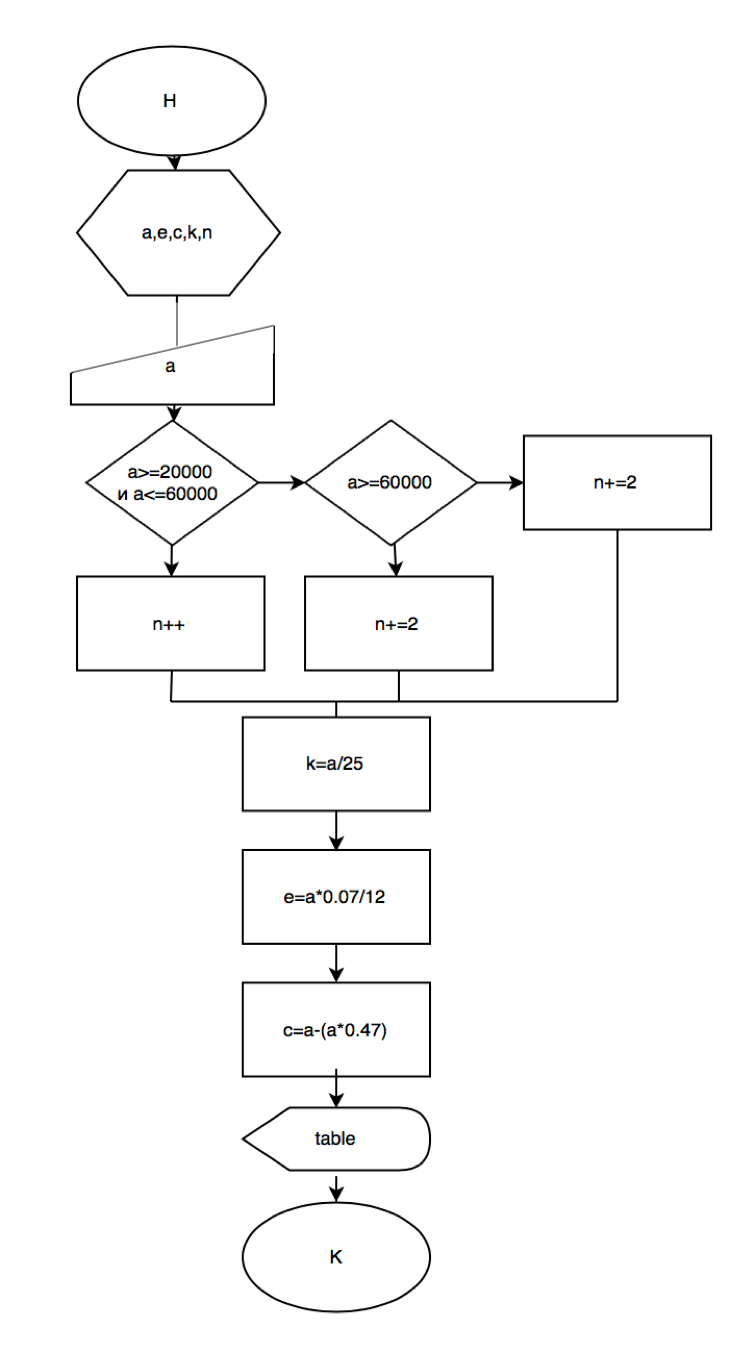 H
a,e,c,k,n
a
a>=20000
и a<=60000
a>=60000
n+=2
n++
n+=2
k=a/25
e=a*0.07/12
c=a-(a*0.47)
table
K